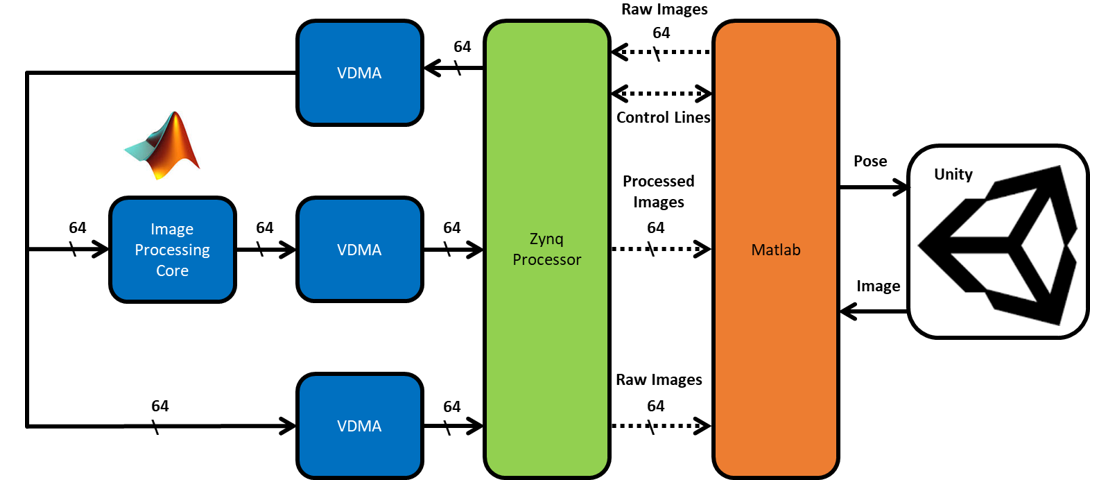 Raw Images
64
64
VDMA
Control Lines
Pose
Unity
Processed
Images
64
64
64
64
64
Image
Processing
Core
VDMA
Zynq
Processor
Matlab
Image
Raw Images
64
64
64
VDMA